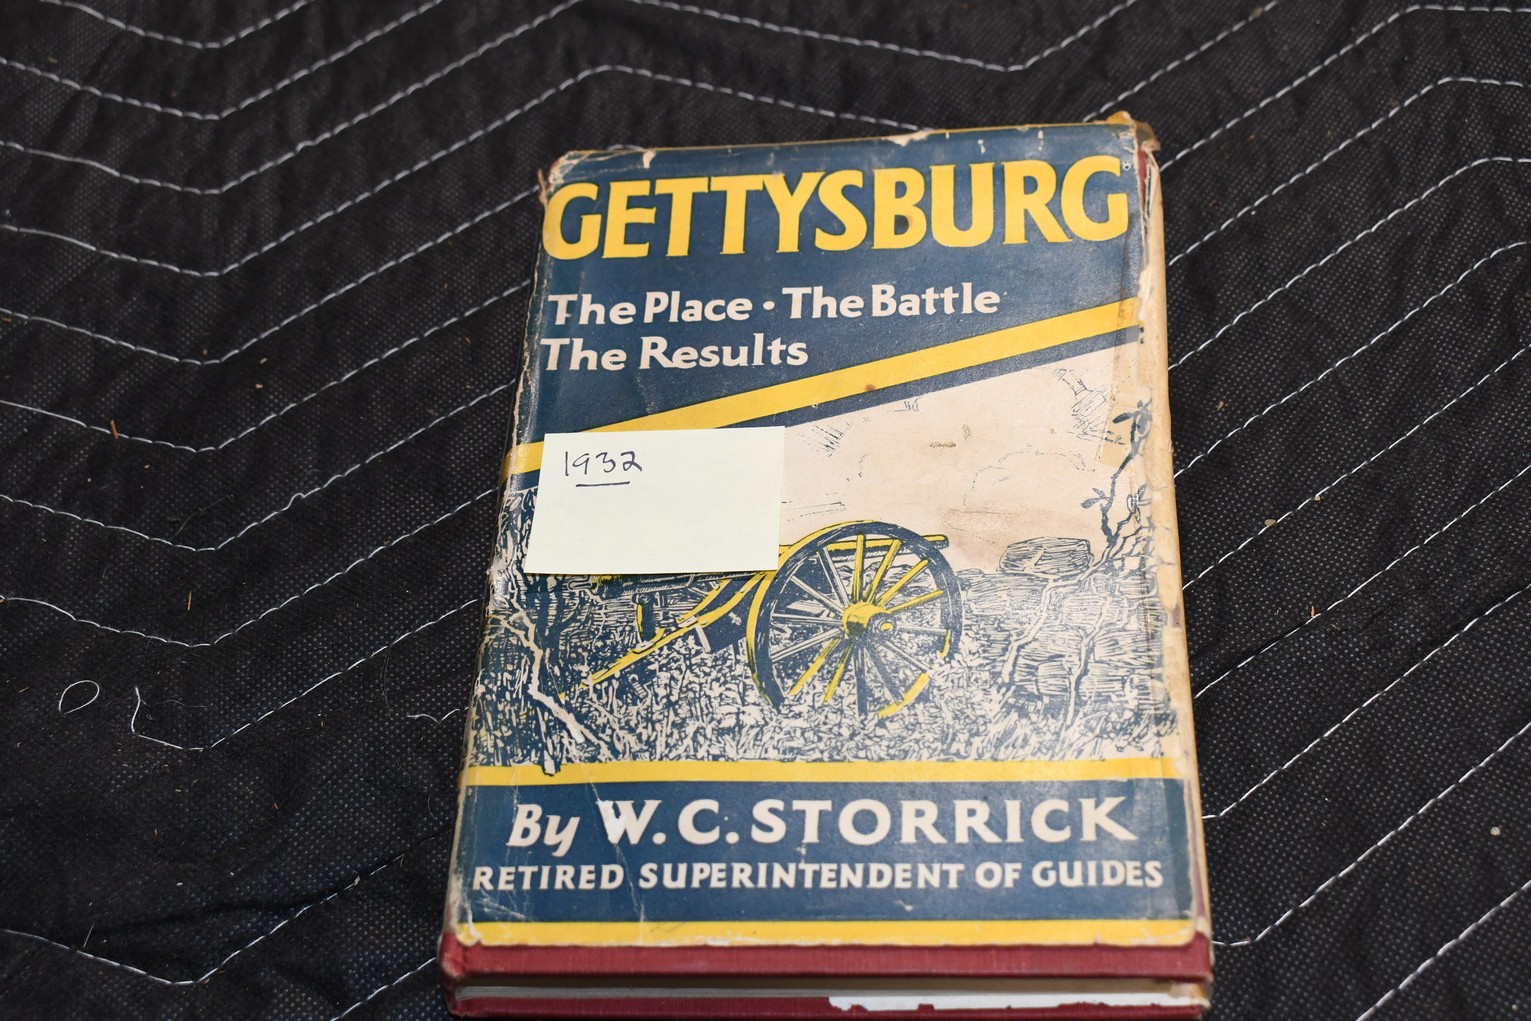 GETTYSBURG
The Place • The Battle
The Results
1932
By W. C. STORRICK
RETIRED SUPERINTENDENT OF GUIDES